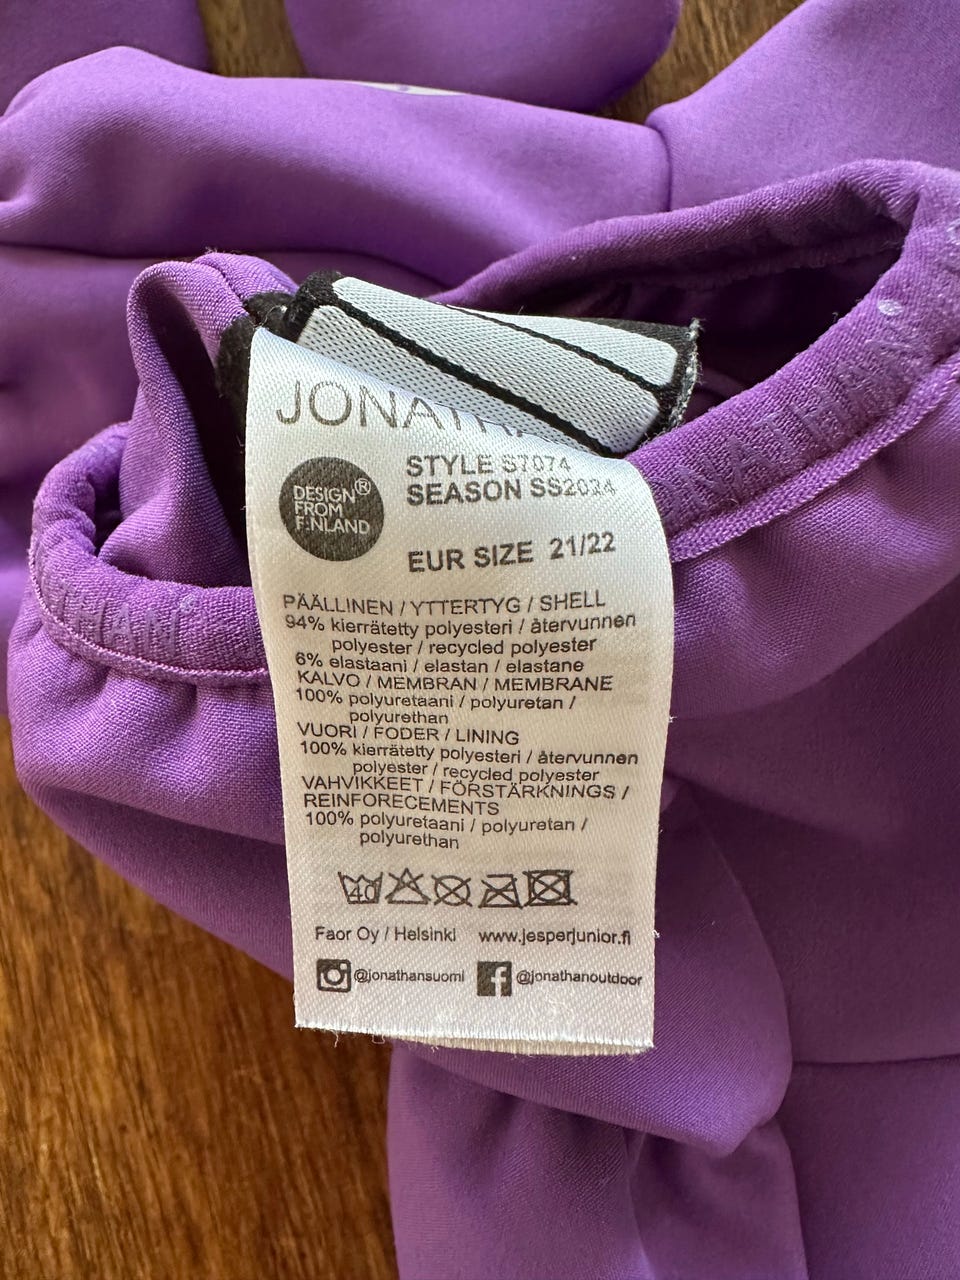 JONATHAN
DESIGN®
FROM
FINLAND
STYLE S7074
SEASON SS2024
EUR SIZE 21/22
PÄÄLLINEN / YTTERTYG / SHELL
94% kierrätetty polyesteri / återvunnen
polyester / recycled polyester
6% elastaani / elastan / elastane
KALVO / MEMBRAN / MEMBRANE
100% polyuretaani / polyuretan /
polyurethan
VUORI / FODER / LINING
100% kierrätetty polyesteri / återvunnen
polyester / recycled polyester
VAHVIKKEET / FÖRSTÄRKNINGS /
REINFORECEMENTS
100% polyuretaani / polyuretan /
polyurethan
40
Faor Oy / Helsinki www.jesperjunior.fi
@jonathansuomi @jonathanoutdoor
NATHAN
THAN